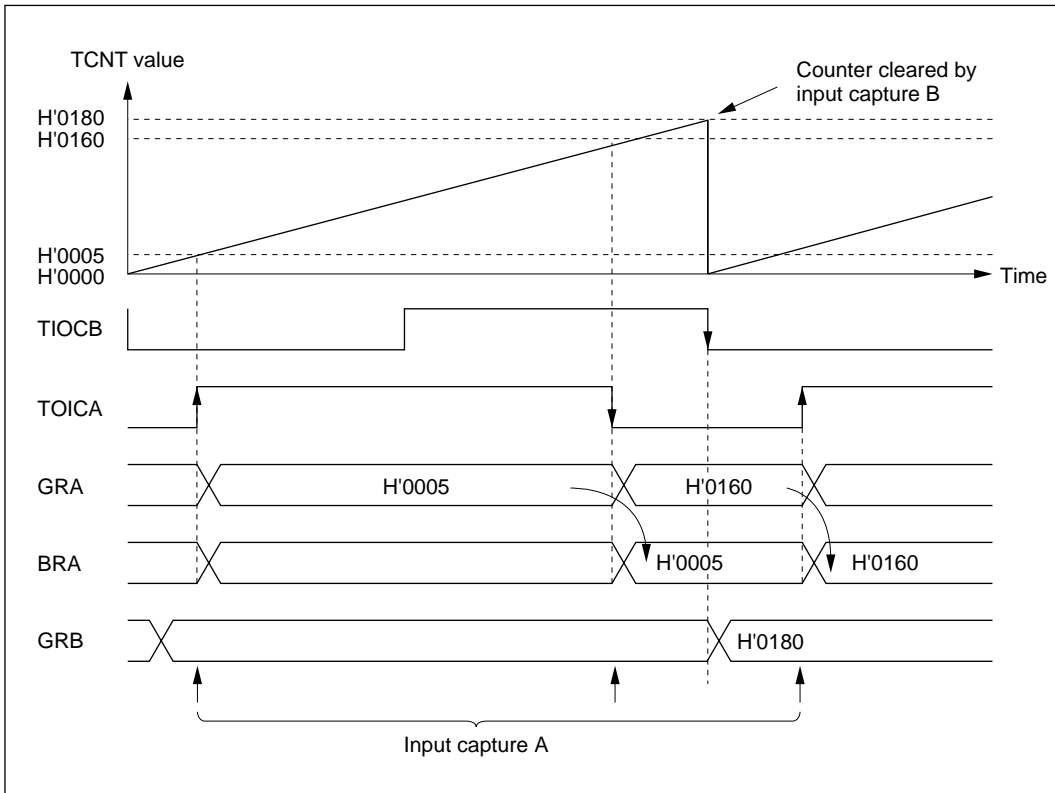 TCNT value
Counter cleared by
input capture B
H'0180
H'0160
H'0005
H'0000
Time
TIOCB
TOICA
GRA
H'0005
H'0160
BRA
H'0005
H'0160
GRB
H'0180
Input capture A